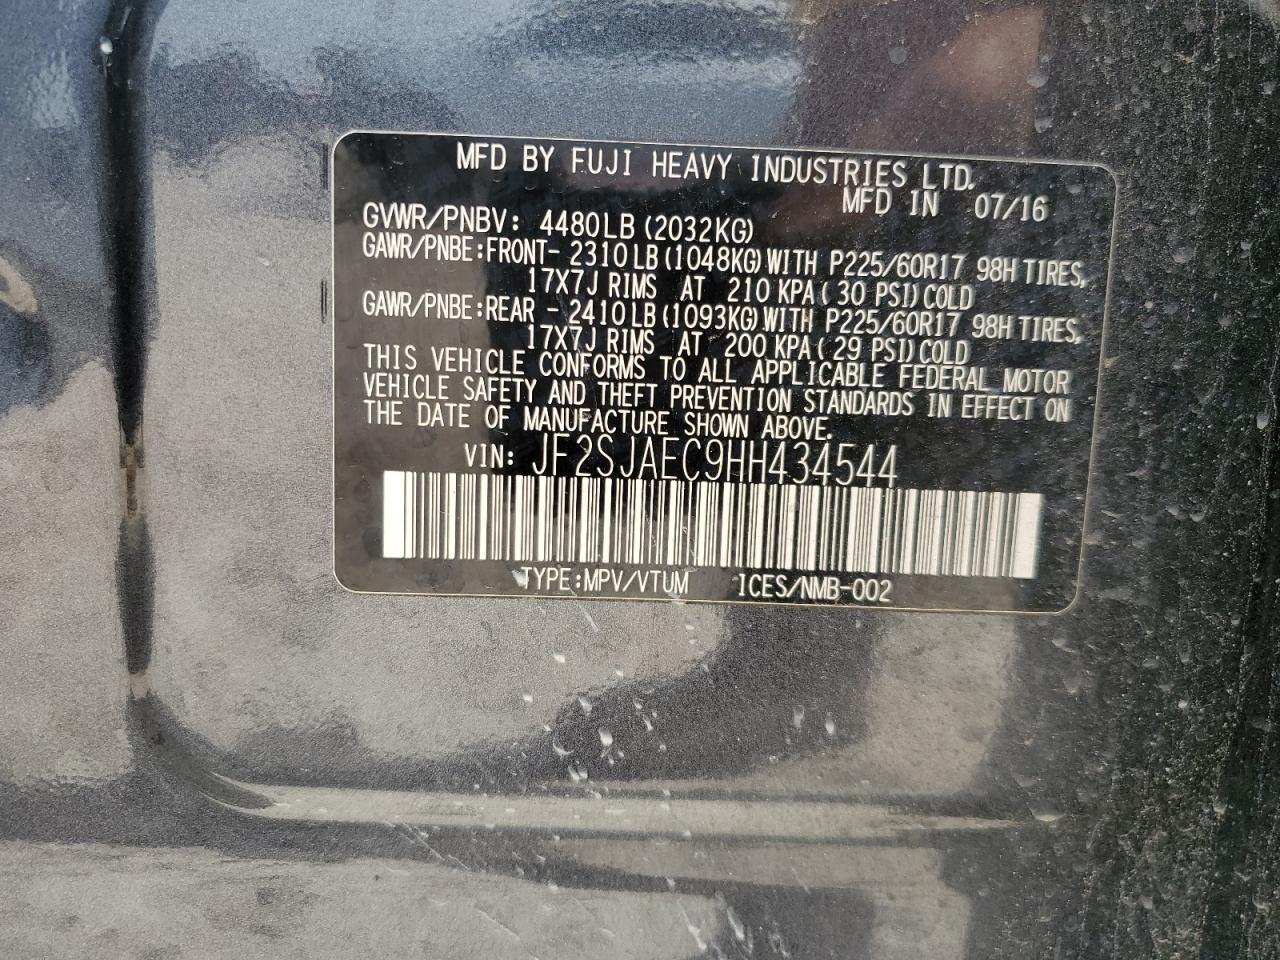 MFD BY FUJI HEAVY INDUSTRIES LTD.
MFD IN 07/16
GVWR/PNBV: 4480LB (2032KG)
GAWR/PNBE:FRONT- 2310LB (1048KG) WITH P225/60R17 98H TIRES,
17X7J RIMS AT 210 KPA( 30 PSI) COLD
GAWR/PNBE:REAR - 2410LB (1093KG) WITH P225/60R17 98H TIRES,
17X7J RIMS AT 200 KPA( 29 PSI) COLD
THIS VEHICLE CONFORMS TO ALL APPLICABLE FEDERAL MOTOR
VEHICLE SAFETY AND THEFT PREVENTION STANDARDS IN EFFECT ON
THE DATE OF MANUFACTURE SHOWN ABOVE.
VIN: JF2SJAEC9HH434544
TYPE:MPV/VTUM ICES/NMB-002